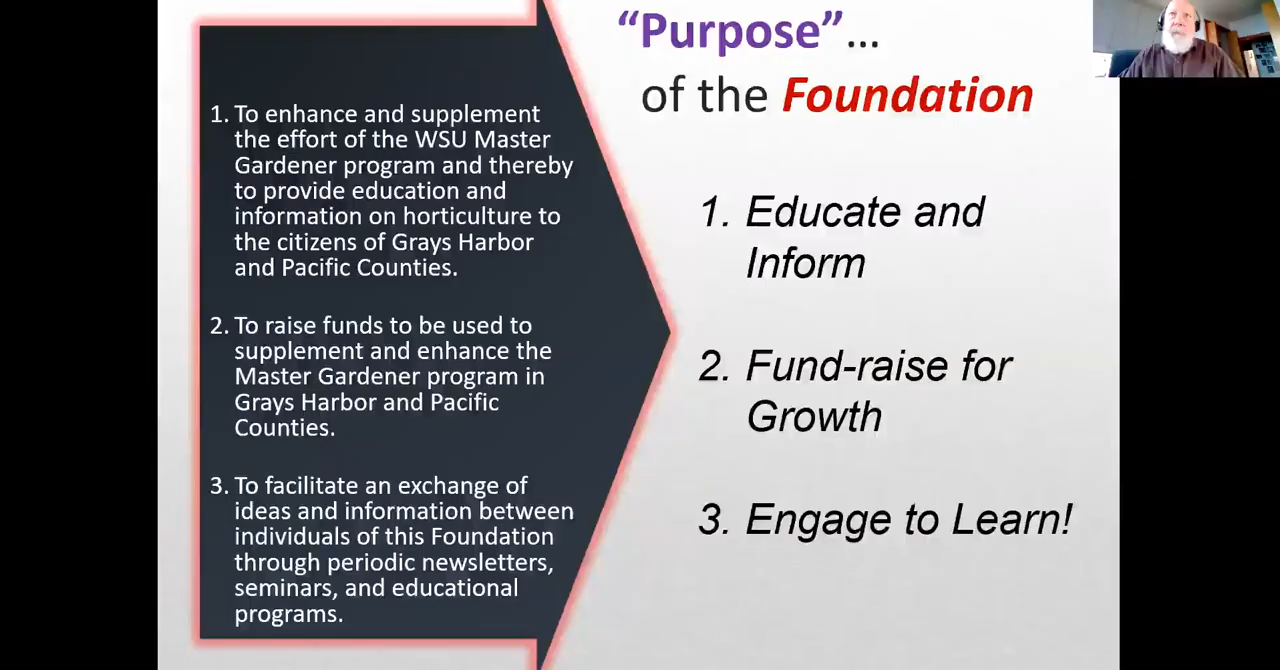 1. To enhance and supplement
the effort of the WSU Master
Gardener program and thereby
to provide education and
information on horticulture to
the citizens of Grays Harbor
and Pacific Counties.
2. To raise funds to be used to
supplement and enhance the
Master Gardener program in
Grays Harbor and Pacific
Counties.
3. To facilitate an exchange of
ideas and information between
individuals of this Foundation
through periodic newsletters,
seminars, and educational
programs.
“Purpose”...
of the Foundation
1. Educate and
Inform
2. Fund-raise for
Growth
3. Engage to Learn!